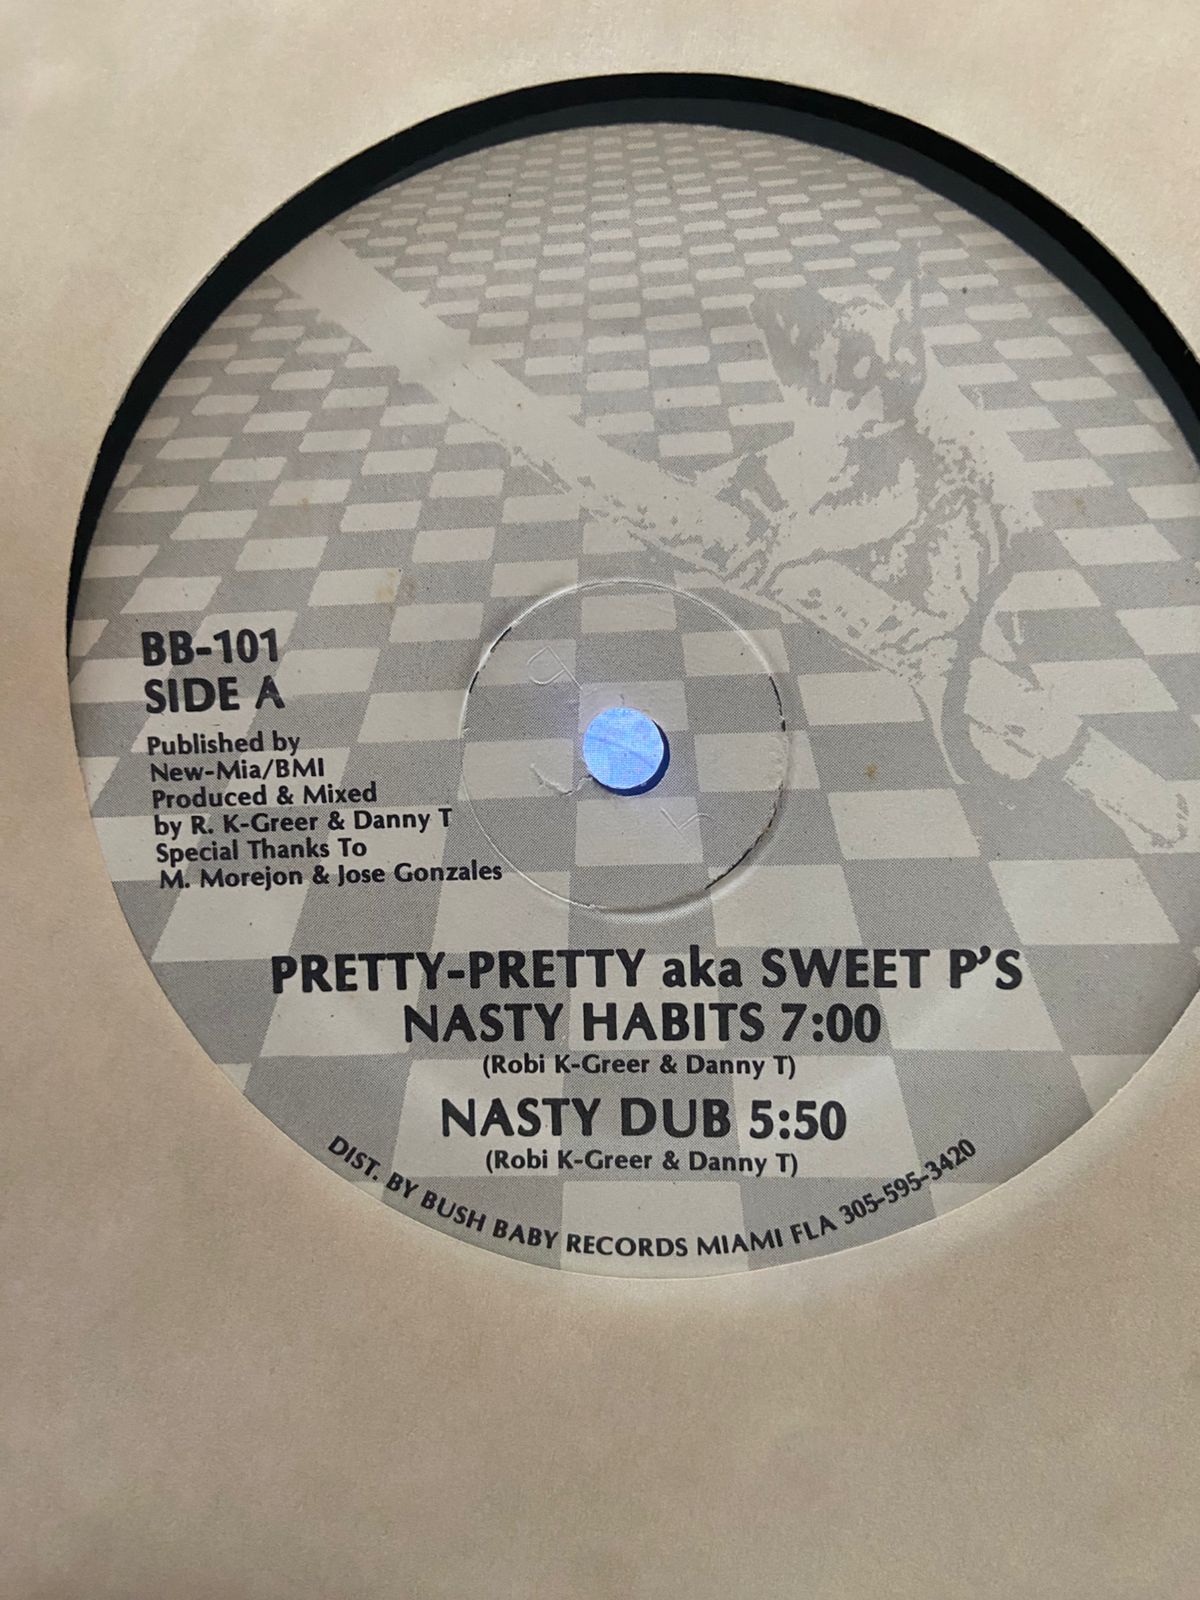 BB-101
SIDE A
Published by
New-Mia/BMI
Produced & Mixed
by R. K-Greer & Danny T
Special Thanks To
M. Morejon & Jose Gonzales
PRETTY-PRETTY aka SWEET P'S
NASTY HABITS 7:00
(Robi K-Greer & Danny T)
NASTY DUB 5:50
(Robi K-Greer & Danny T)
DIST. BY BUSH BABY RECORDS MIAMI FLA 305-595-3420